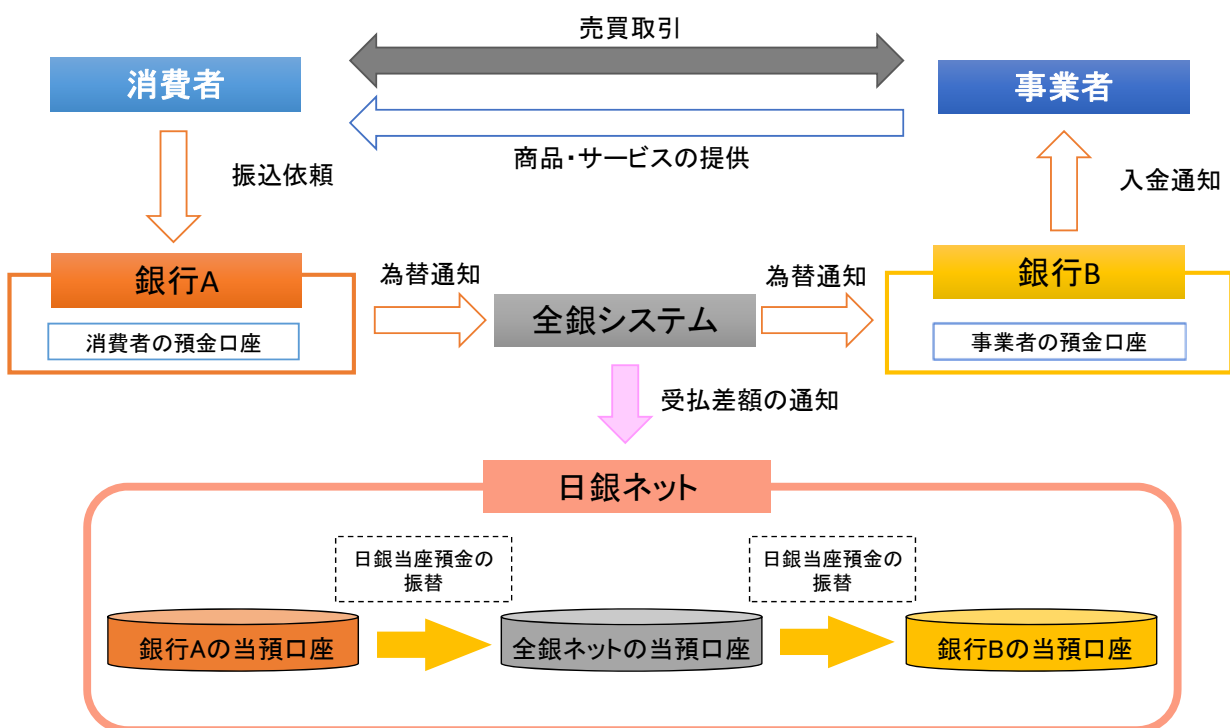 売買取引
消費者
事業者
商品・サービスの提供
振込依頼
入金通知
銀行A
為替通知
全銀システム
為替通知
銀行B
消費者の預金口座
事業者の預金口座
受払差額の通知
日銀ネット
日銀当座預金の
振替
日銀当座預金の
振替
銀行Aの当預口座
全銀ネットの当預口座
銀行Bの当預口座